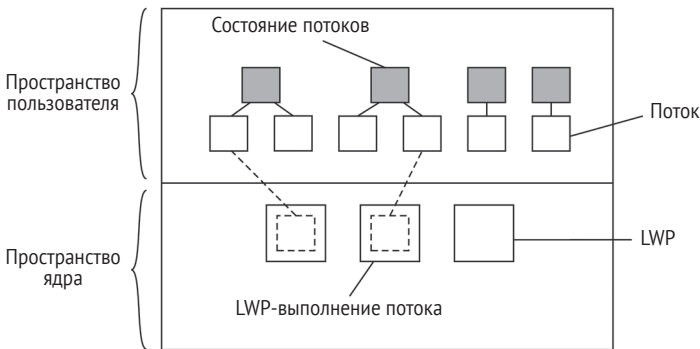 Состояние потоков
Пространство
пользователя
Поток
Пространство
ядра
LWP
LWP-выполнение потока